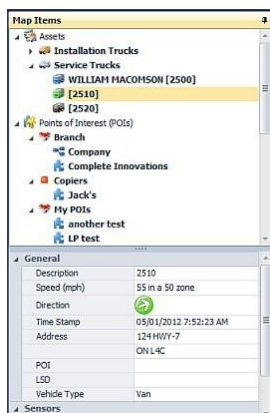 Map Items
Assets
Installation Trucks
Service Trucks
WILLIAM MACOMSON [2500]
[2510]
[2520]
Points of Interest (POIs)
Branch
Company
Complete Innovations
Copiers
Jack's
My POIs
another test
LP test
General
Description 2510
Speed (mph) 55 in a 50 zone
Direction
Time Stamp 05/01/2012 7:52:23 AM
Address 124 HWY-7
ON L4C
POI
LSD
Vehicle Type Van
Sensors